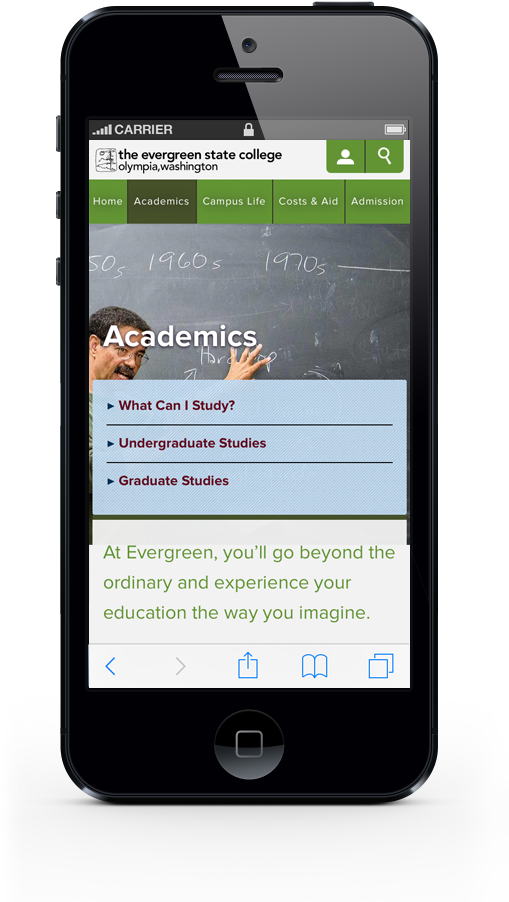 CARRIER
the evergreen state college
olympia,washington
Home Academics Campus Life Costs & Aid Admission
50s 1960s 1970s
Academics
What Can I Study?
Undergraduate Studies
Graduate Studies
At Evergreen, you'll go beyond the
ordinary and experience your
education the way you imagine.